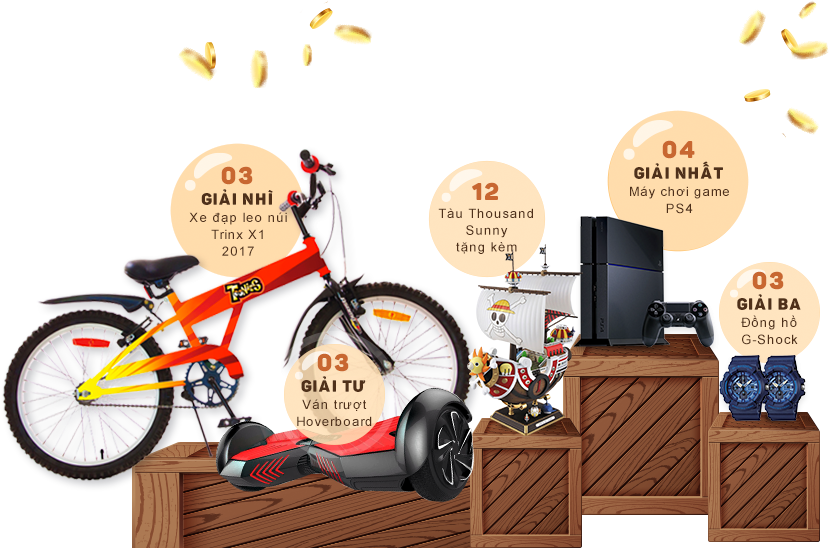 04
GIẢI NHẤT
Máy chơi game
PS4
03
GIẢI NHÌ
Xe đạp leo núi
Trinx X1
2017
12
Tàu Thousand
Sunny
tặng kèm
03
GIẢI BA
Đồng hồ
G-Shock
03
GIẢI TƯ
Ván trượt
Hoverboard